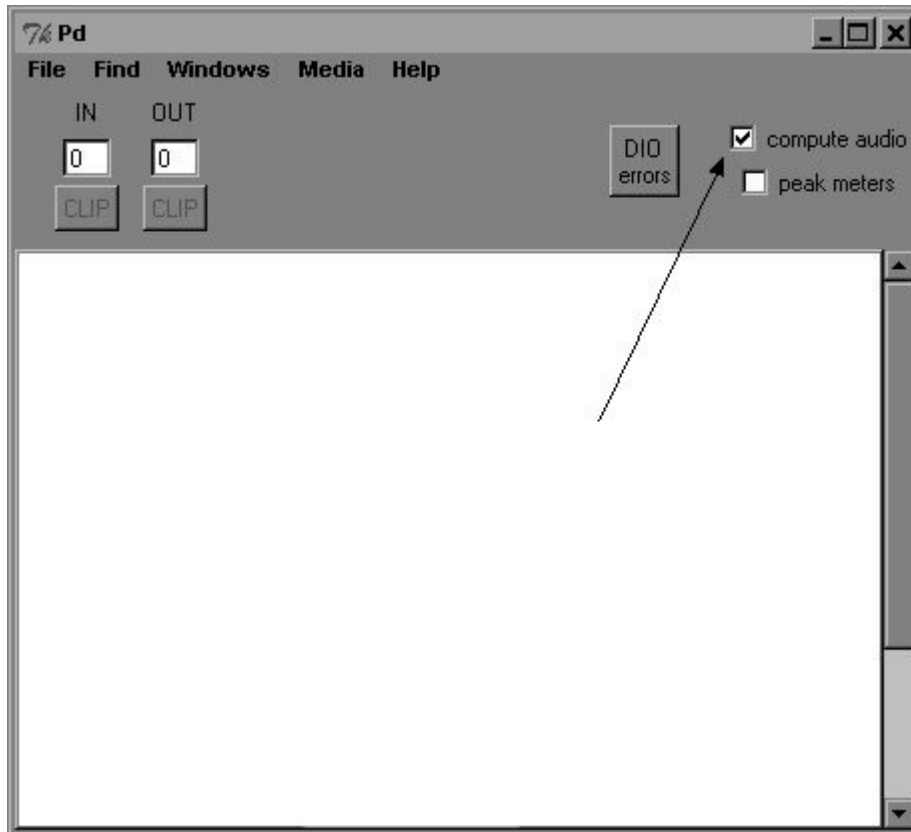 Pd
File Find Windows Media Help
IN OUT
0 0
CLIP CLIP
DIO
errors
compute audio
peak meters